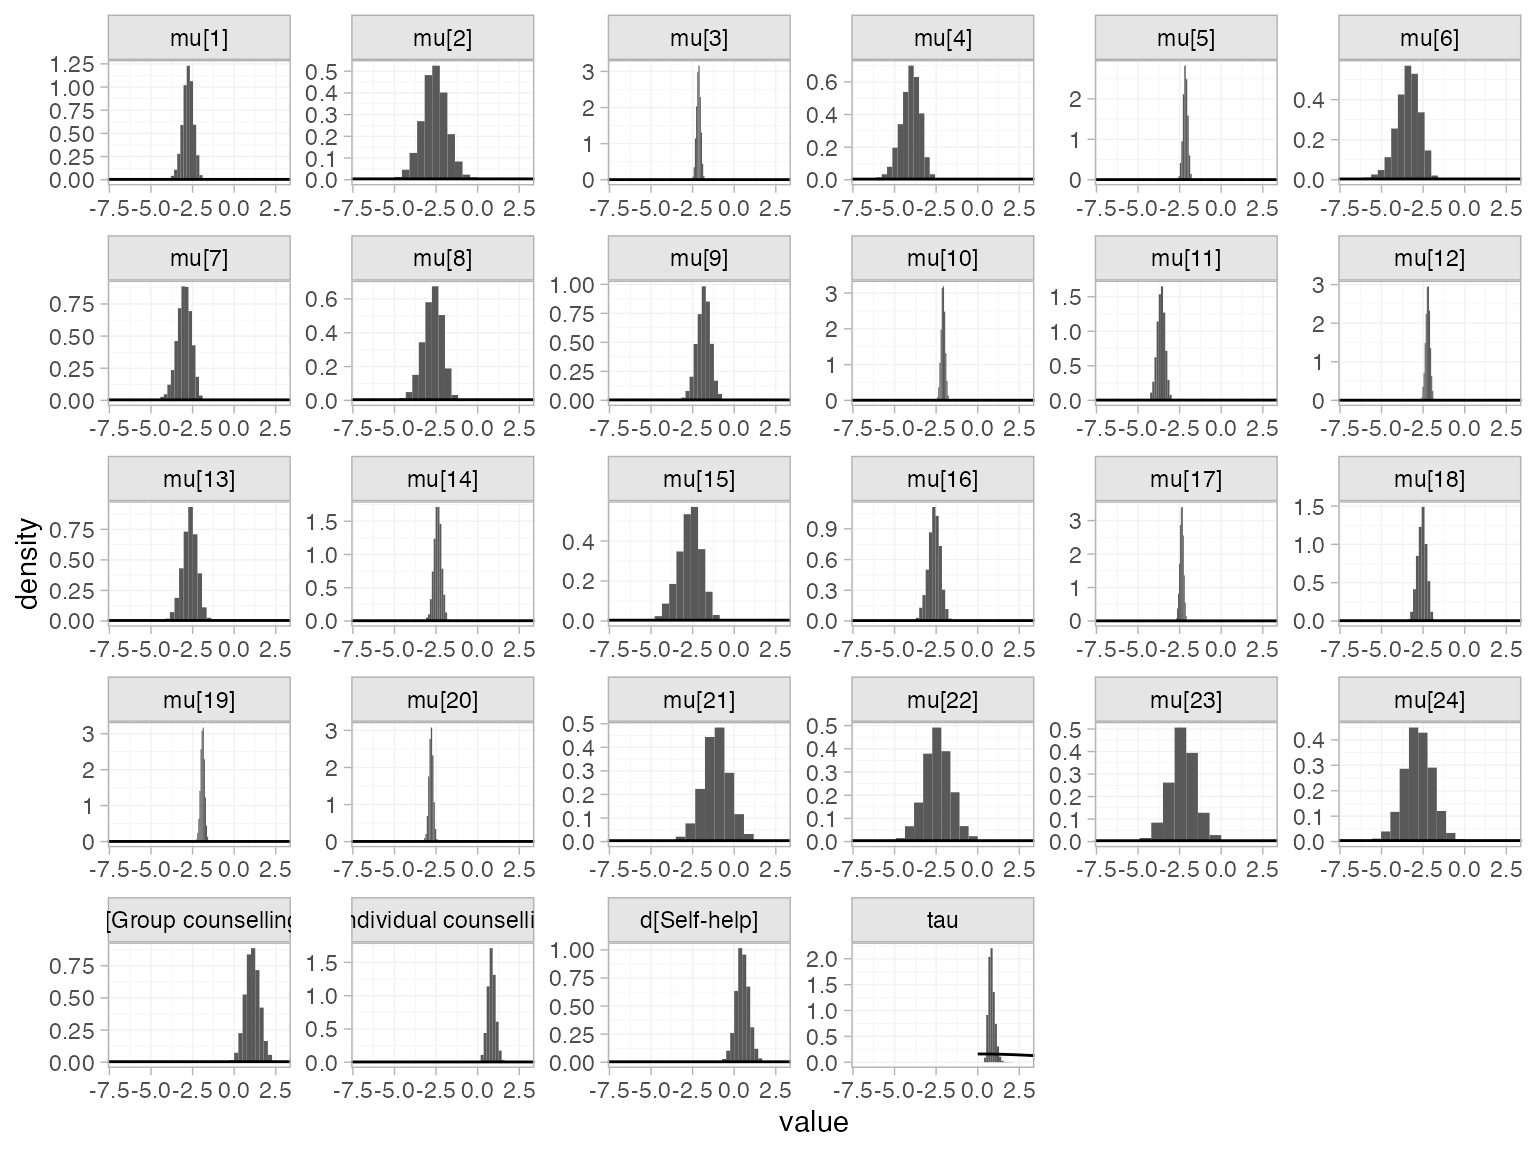 mu[1] mu[2] mu[3] mu[4] mu[5] mu[6]
1.25 1.00 0.75 0.50 0.25 0.00
0.5 0.4 0.3 0.2 0.1 0.0
3 2 1 0
0.6 0.4 0.2 0.0
2 1 0
0.4 0.2 0.0
-7.5 -5.0 -2.5 0.0 2.5 -7.5 -5.0 -2.5 0.0 2.5 -7.5 -5.0 -2.5 0.0 2.5 -7.5 -5.0 -2.5 0.0 2.5 -7.5 -5.0 -2.5 0.0 2.5 -7.5 -5.0 -2.5 0.0 2.5
mu[7] mu[8] mu[9] mu[10] mu[11] mu[12]
0.75 0.50 0.25 0.00
0.6 0.4 0.2 0.0
1.00 0.75 0.50 0.25 0.00
3 2 1 0
1.5 1.0 0.5 0.0
3 2 1 0
-7.5 -5.0 -2.5 0.0 2.5 -7.5 -5.0 -2.5 0.0 2.5 -7.5 -5.0 -2.5 0.0 2.5 -7.5 -5.0 -2.5 0.0 2.5 -7.5 -5.0 -2.5 0.0 2.5 -7.5 -5.0 -2.5 0.0 2.5
mu[13] mu[14] mu[15] mu[16] mu[17] mu[18]
0.75 0.50 0.25 0.00
1.5 1.0 0.5 0.0
0.4 0.2 0.0
0.9 0.6 0.3 0.0
3 2 1 0
1.5 1.0 0.5 0.0
-7.5 -5.0 -2.5 0.0 2.5 -7.5 -5.0 -2.5 0.0 2.5 -7.5 -5.0 -2.5 0.0 2.5 -7.5 -5.0 -2.5 0.0 2.5 -7.5 -5.0 -2.5 0.0 2.5 -7.5 -5.0 -2.5 0.0 2.5
density
mu[19] mu[20] mu[21] mu[22] mu[23] mu[24]
3 2 1 0
3 2 1 0
0.5 0.4 0.3 0.2 0.1 0.0
0.5 0.4 0.3 0.2 0.1 0.0
0.5 0.4 0.3 0.2 0.1 0.0
0.4 0.3 0.2 0.1 0.0
-7.5 -5.0 -2.5 0.0 2.5 -7.5 -5.0 -2.5 0.0 2.5 -7.5 -5.0 -2.5 0.0 2.5 -7.5 -5.0 -2.5 0.0 2.5 -7.5 -5.0 -2.5 0.0 2.5 -7.5 -5.0 -2.5 0.0 2.5
[Group counselling ndividual counselli d[Self-help] tau
0.75 0.50 0.25 0.00
1.5 1.0 0.5 0.0
1.00 0.75 0.50 0.25 0.00
2.0 1.5 1.0 0.5 0.0
-7.5 -5.0 -2.5 0.0 2.5 -7.5 -5.0 -2.5 0.0 2.5 -7.5 -5.0 -2.5 0.0 2.5 -7.5 -5.0 -2.5 0.0 2.5
value